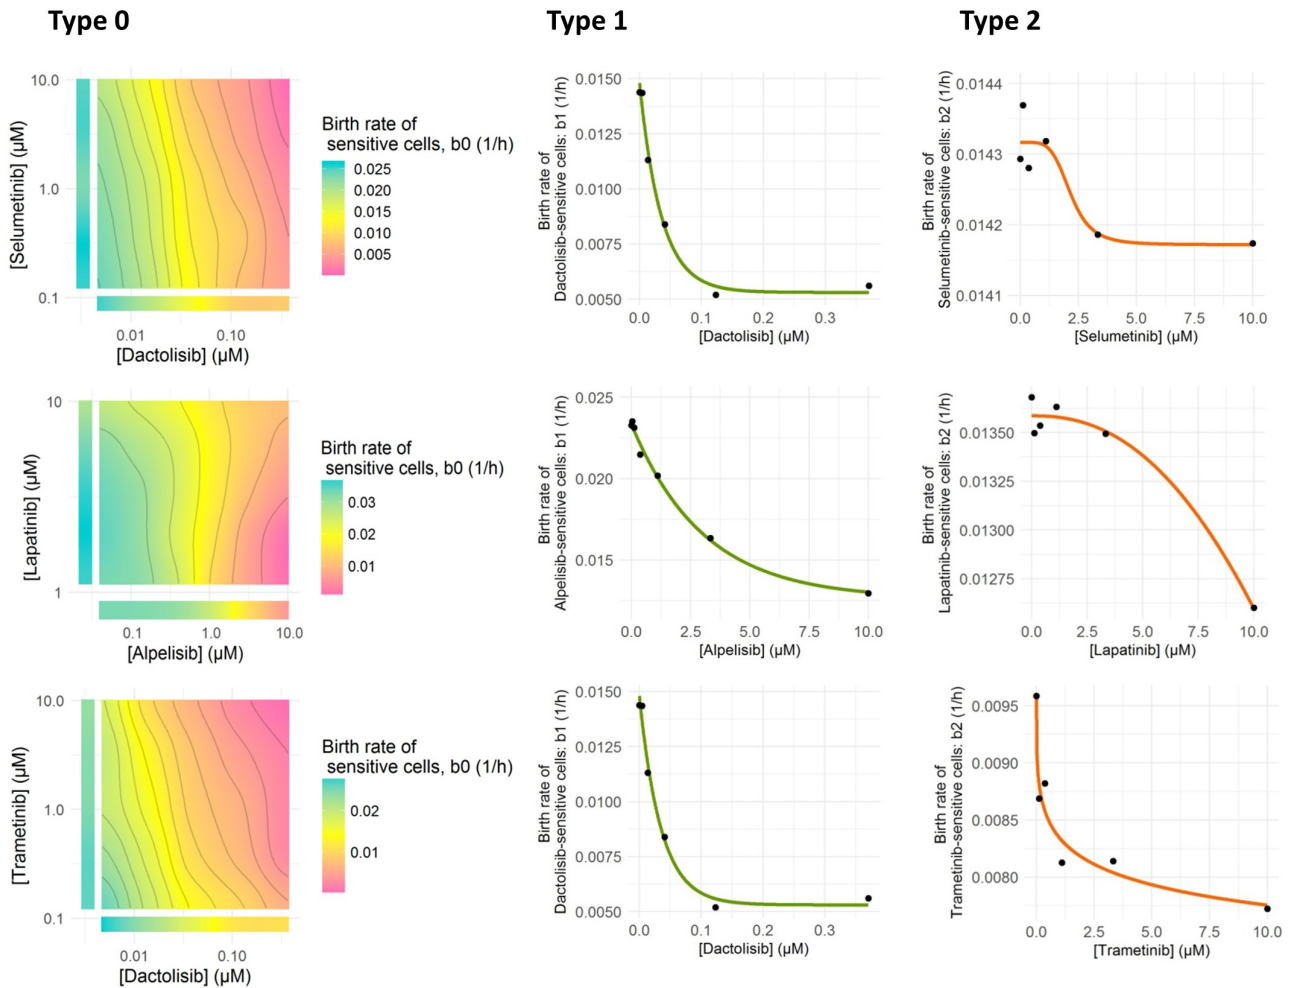 Type 0
Type 1
Type 2
10.0
1.0
0.1
[Selumetinib] (μM)
0.01
0.10
[Dactolisib] (μM)
Birth rate of
sensitive cells, b0 (1/h)
0.025
0.020
0.015
0.010
0.005
Birth rate of
Dactolisib-sensitive cells: b1 (1/h)
0.0150
0.0125
0.0100
0.0075
0.0050
0.0
0.1
0.2
0.3
[Dactolisib] (μM)
Birth rate of
Selumetinib-sensitive cells: b2 (1/h)
0.0144
0.0143
0.0142
0.0141
0.0
2.5
5.0
7.5
10.0
[Selumetinib] (μM)
10
1
[Lapatinib] (μM)
0.1
1.0
10.0
[Alpelisib] (μM)
Birth rate of
sensitive cells, b0 (1/h)
0.03
0.02
0.01
Birth rate of
Alpelisib-sensitive cells: b1 (1/h)
0.025
0.020
0.015
0.0
2.5
5.0
7.5
10.0
[Alpelisib] (μM)
Birth rate of
Lapatinib-sensitive cells: b2 (1/h)
0.01350
0.01325
0.01300
0.01275
0.0
2.5
5.0
7.5
10.0
[Lapatinib] (μM)
10.0
1.0
0.1
[Trametinib] (μM)
0.01
0.10
[Dactolisib] (μM)
Birth rate of
sensitive cells, b0 (1/h)
0.02
0.01
Birth rate of
Dactolisib-sensitive cells: b1 (1/h)
0.0150
0.0125
0.0100
0.0075
0.0050
0.0
0.1
0.2
0.3
[Dactolisib] (μM)
Birth rate of
Trametinib-sensitive cells: b2 (1/h)
0.0095
0.0090
0.0085
0.0080
0.0
2.5
5.0
7.5
10.0
[Trametinib] (μM)